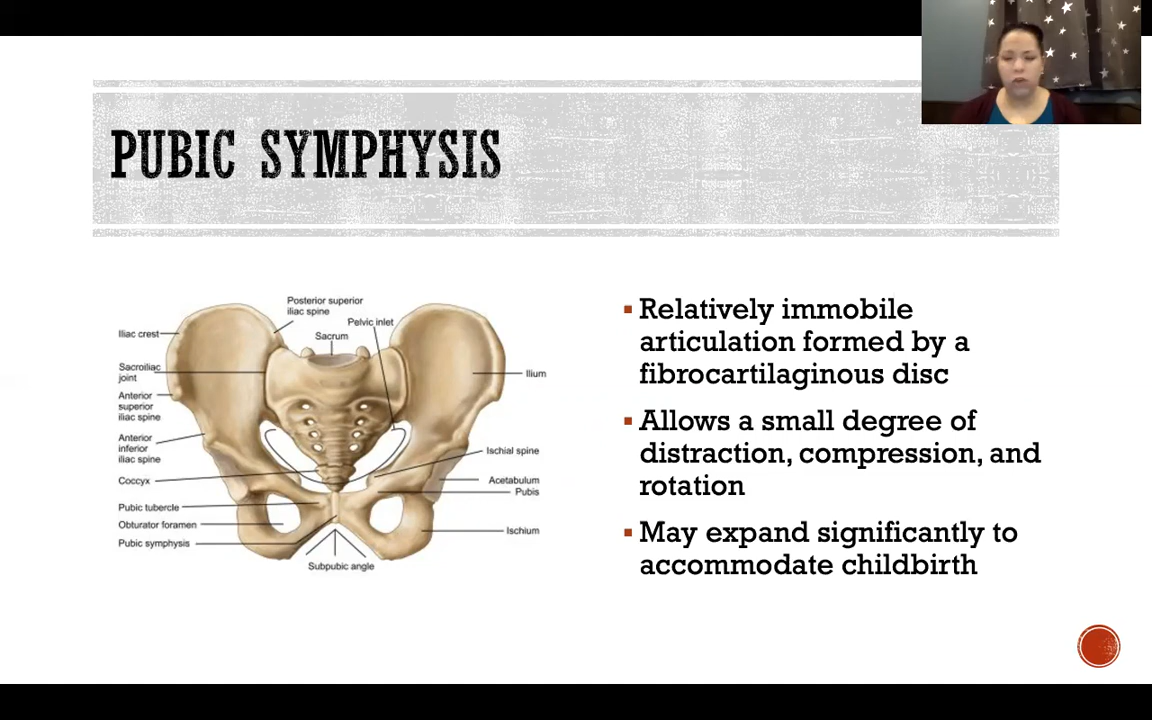 PUBIC SYMPHYSIS
Posterior superior
iliac spine
Pelvic inlet
Iliac crest
Sacrum
Sacroiliac
joint
Ilium
Anterior
superior
iliac spine
Anterior
inferior
iliac spine
Ischial spine
Coccyx
Acetabulum
Pubis
Pubic tubercle
Obturator foramen
Ischium
Pubic symphysis
Subpubic angle
▪ Relatively immobile
articulation formed by a
fibrocartilaginous disc
▪ Allows a small degree of
distraction, compression, and
rotation
▪ May expand significantly to
accommodate childbirth